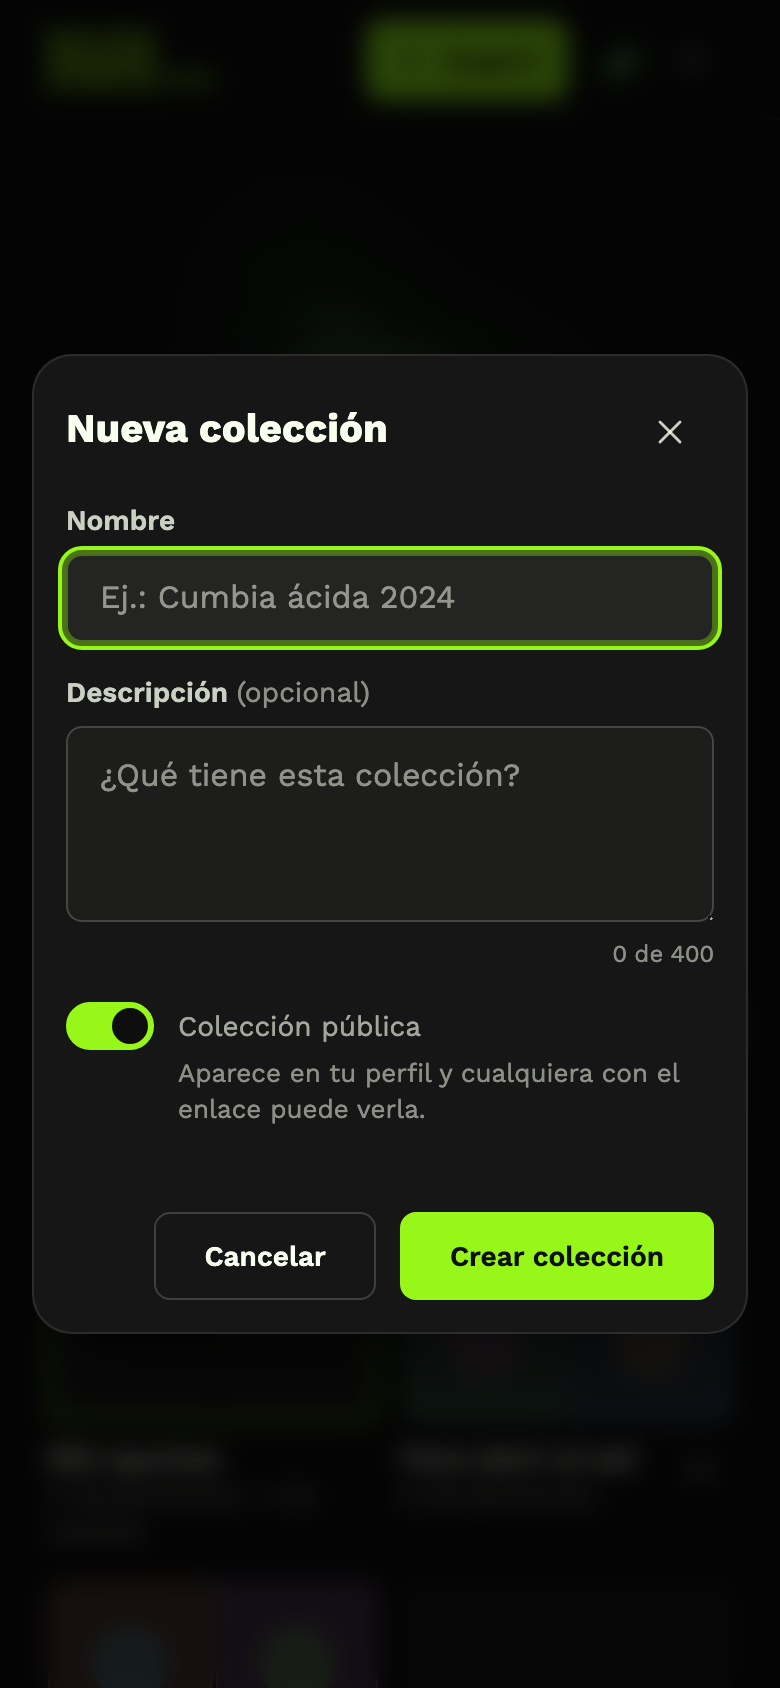 Nueva colección
Nombre
Ej.: Cumbia ácida 2024
Descripción (opcional)
¿Qué tiene esta colección?
0 de 400
Colección pública
Aparece en tu perfil y cualquiera con el
enlace puede verla.
Cancelar
Crear colección